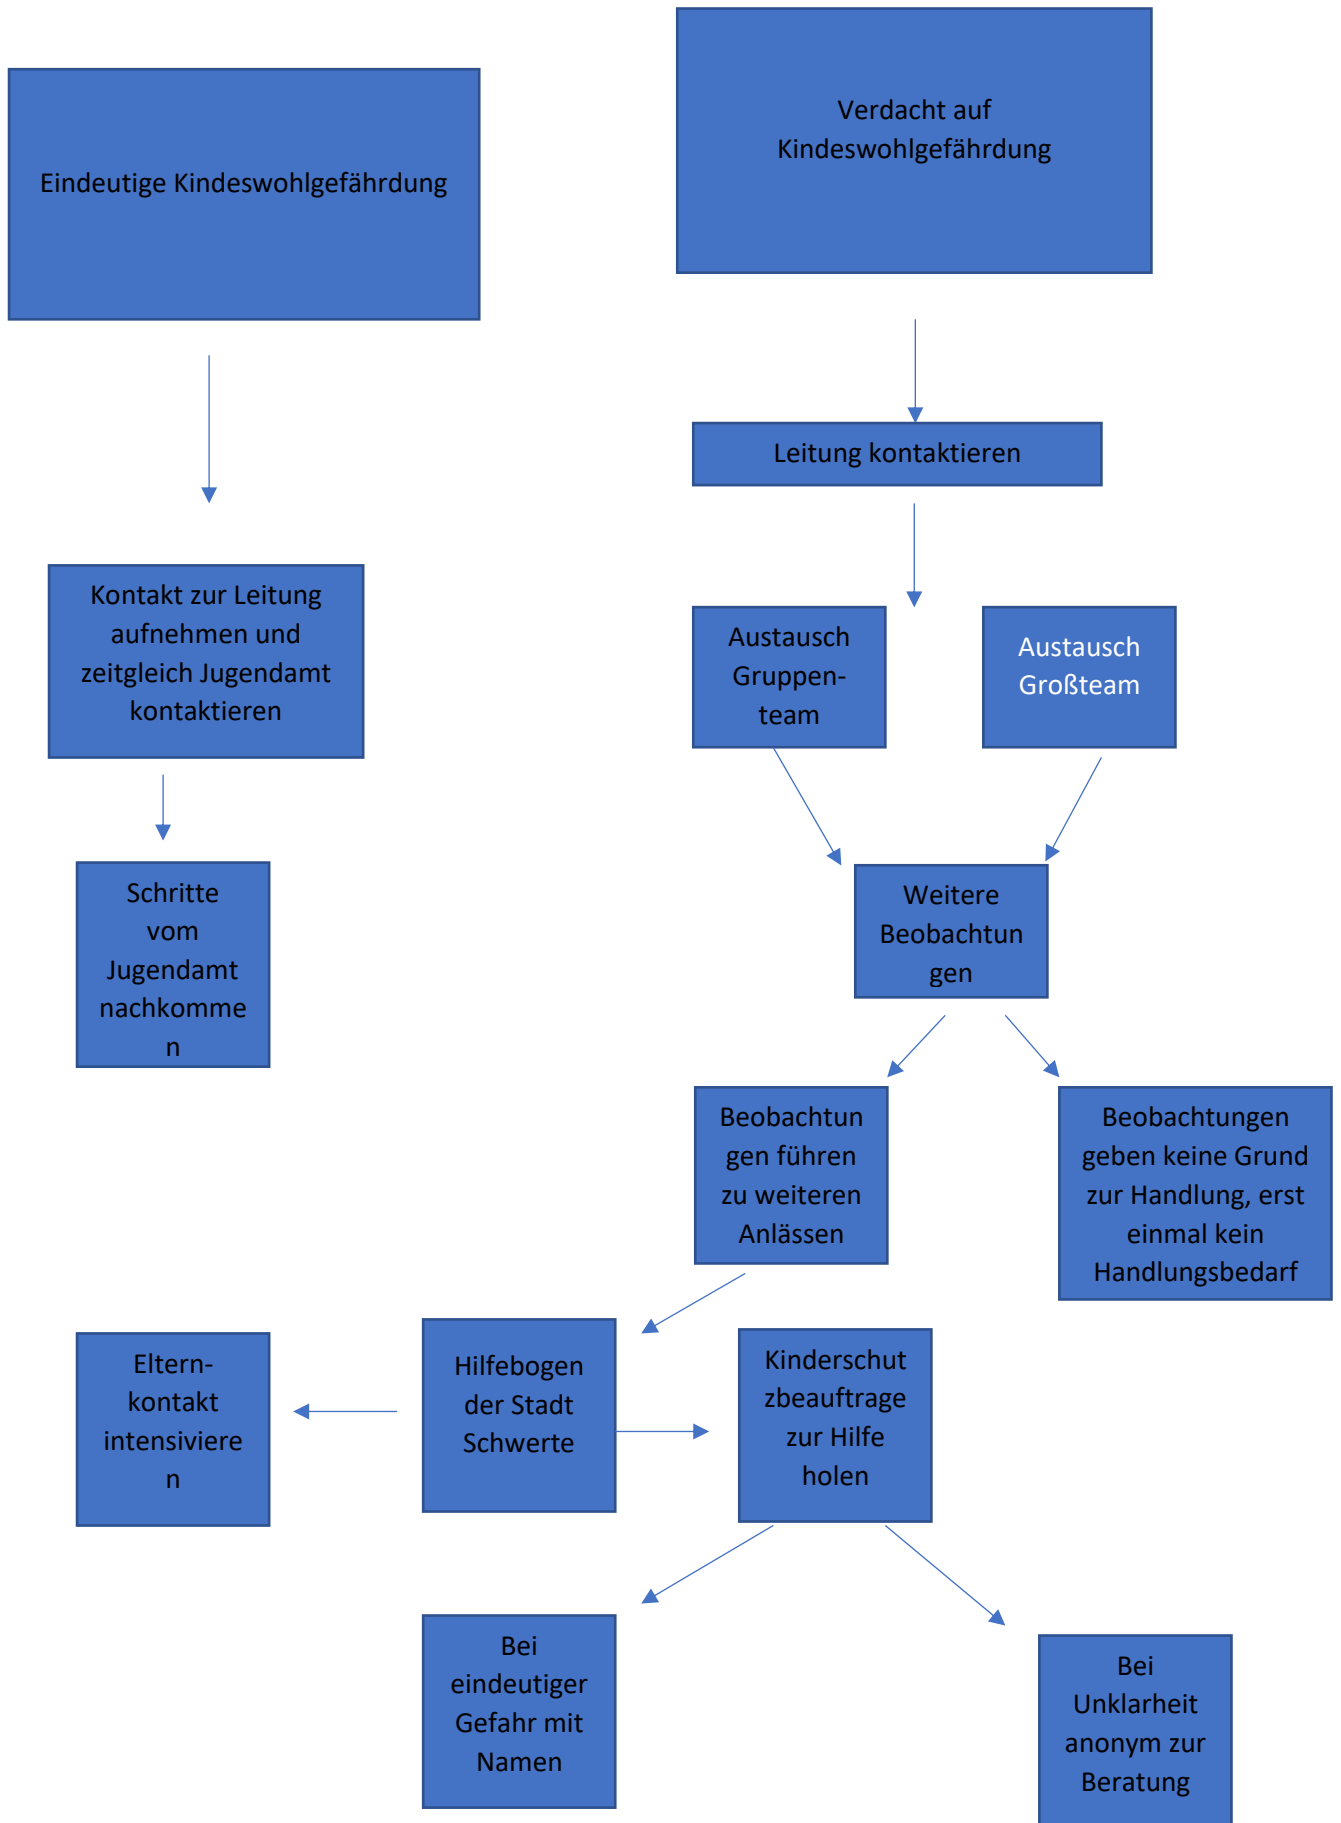 Eindeutige Kindeswohlgefährdung
Verdacht auf
Kindeswohlgefährdung
Leitung kontaktieren
Kontakt zur Leitung
aufnehmen und
zeitgleich Jugendamt
kontaktieren
Austausch
Gruppen-
team
Austausch
Großteam
Schritte
vom
Jugendamt
nachkomme
n
Weitere
Beobachtun
gen
Beobachtun
gen führen
zu weiteren
Anlässen
Beobachtungen
geben keine Grund
zur Handlung, erst
einmal kein
Handlungsbedarf
Eltern-
kontakt
intensiviere
n
Hilfebogen
der Stadt
Schwerte
Kinderschut
zbeauftrage
zur Hilfe
holen
Bei
eindeutiger
Gefahr mit
Namen
Bei
Unklarheit
anonym zur
Beratung